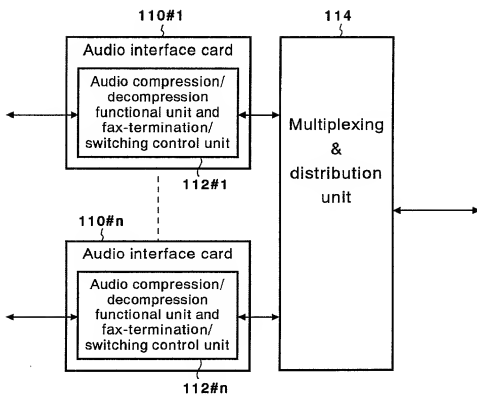 110#1
114
Audio interface card
Audio compression/
decompression
functional unit and
fax-termination/
switching control unit
112#1
Multiplexing
&
distribution
unit
110#n
Audio interface card
Audio compression/
decompression
functional unit and
fax-termination/
switching control unit
112#n